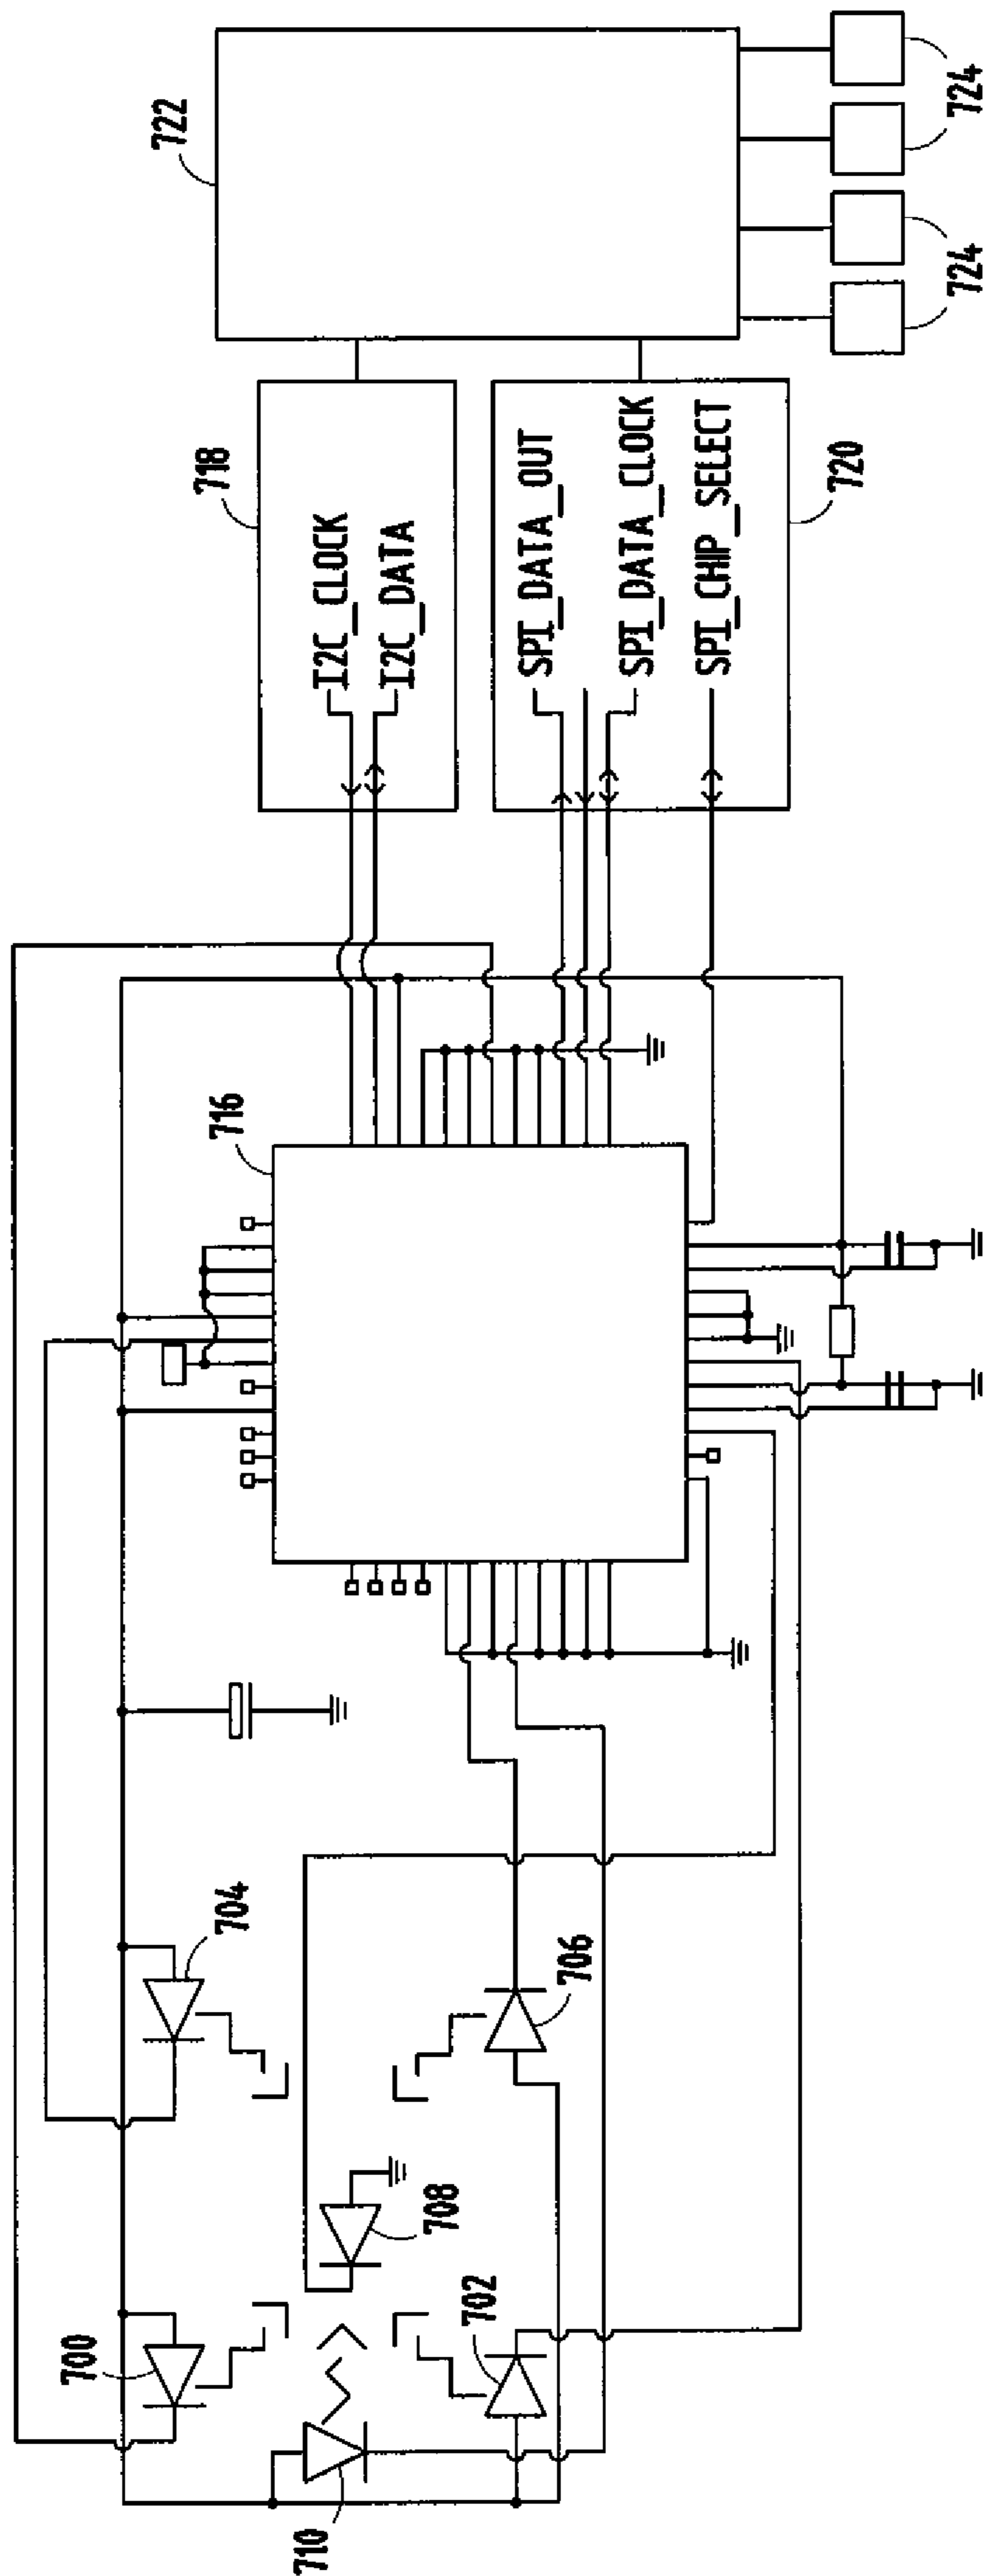 700
704
710
708
702
706
716
718
I2C_CLOCK
I2C_DATA
SPI_DATA_OUT
SPI_DATA_CLOCK
SPI_CHIP_SELECT
720
722
724
724